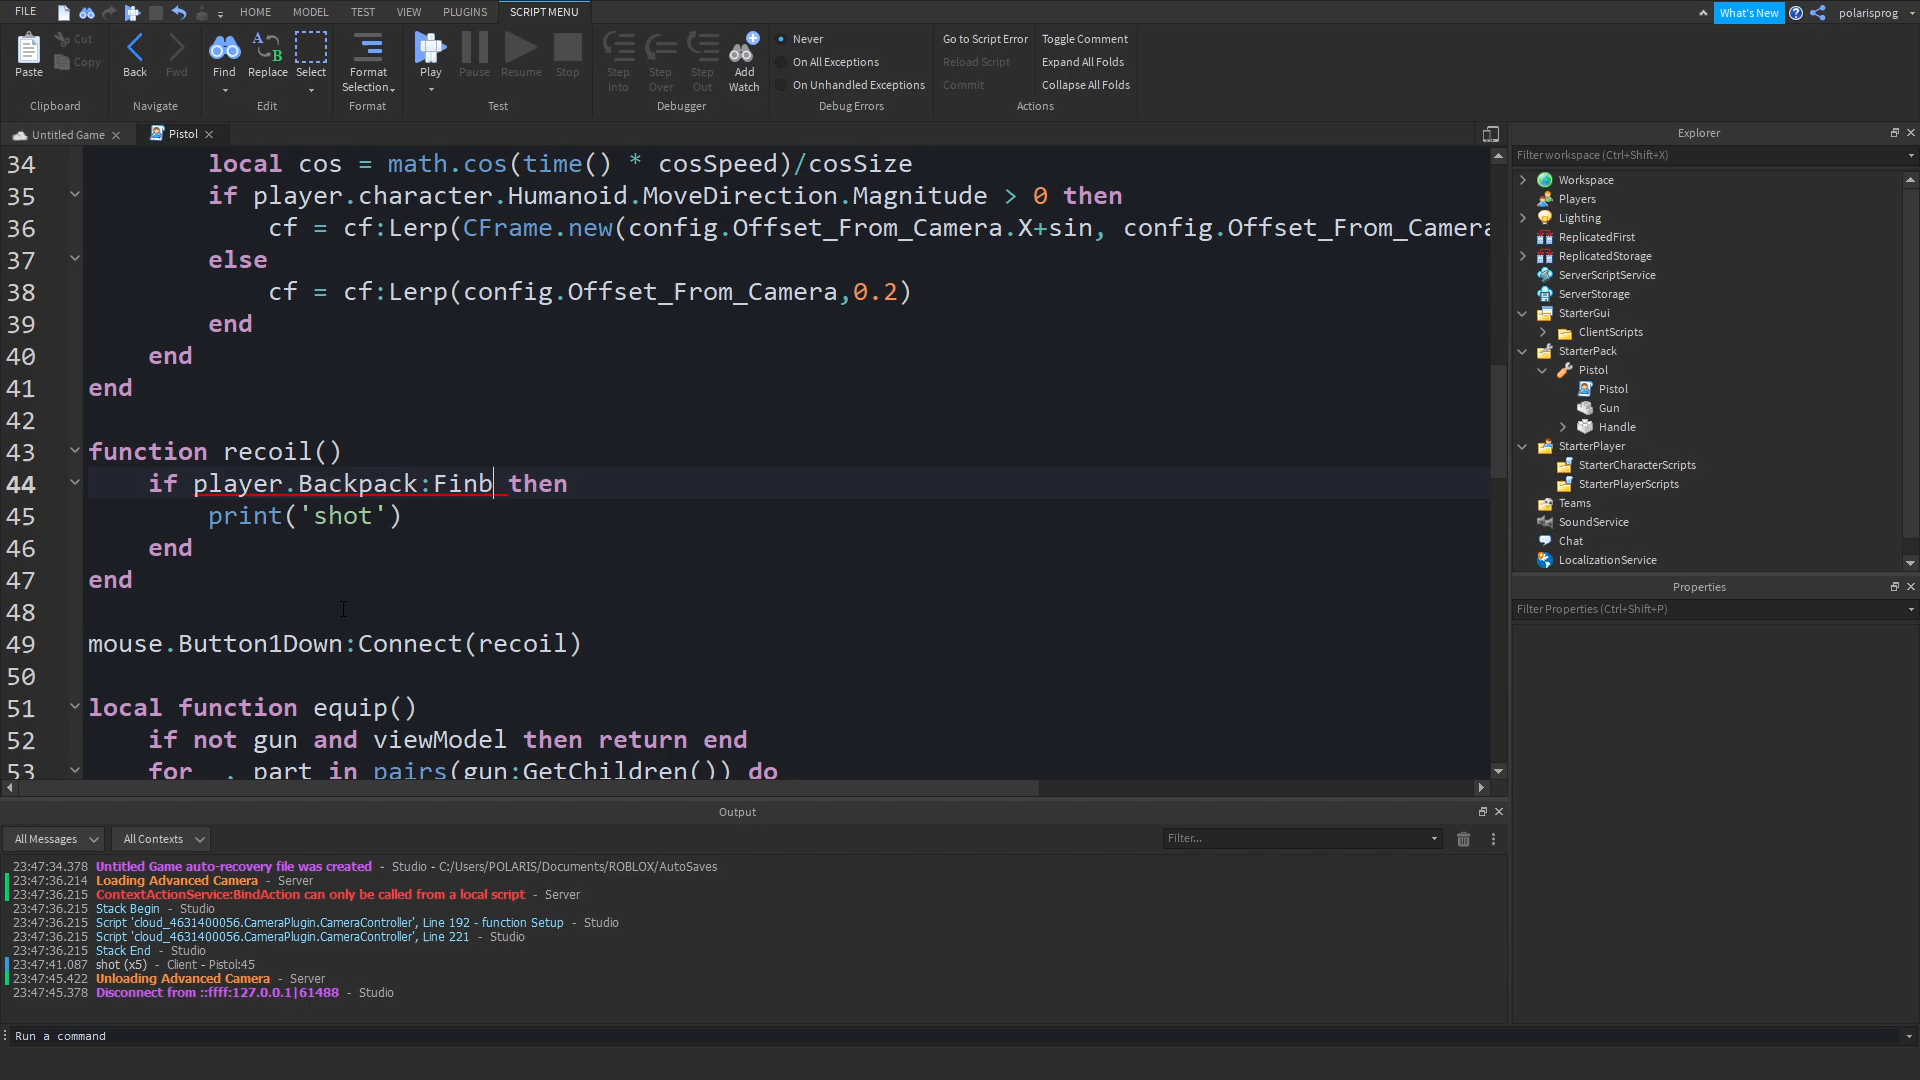 FILE HOME MODEL TEST VIEW PLUGINS SCRIPT MENU What's New polarisprog
Paste Cut Copy Clipboard
Back Fwd Navigate
Find Replace Select Edit
Format Selection Format
Play Pause Resume Stop Test
Step Into Step Over Step Out Add Watch Debugger
Never
On All Exceptions
On Unhandled Exceptions
Debug Errors
Go to Script Error Toggle Comment
Reload Script Expand All Folds
Commit Collapse All Folds
Actions
Untitled Game Pistol
34 local cos = math.cos(time() * cosSpeed)/cosSize
35 if player.character.Humanoid.MoveDirection.Magnitude > 0 then
36 cf = cf:Lerp(CFrame.new(config.Offset_From_Camera.X+sin, config.Offset_From_Camera
37 else
38 cf = cf:Lerp(config.Offset_From_Camera,0.2)
39 end
40 end
41 end
42
43 function recoil()
44 if player.Backpack:Finb then
45 print('shot')
46 end
47 end
48
49 mouse.Button1Down:Connect(recoil)
50
51 local function equip()
52 if not gun and viewModel then return end
53 for _, part in pairs(gun:GetChildren()) do
Explorer
Filter workspace (Ctrl+Shift+X)
Workspace
Players
Lighting
ReplicatedFirst
ReplicatedStorage
ServerScriptService
ServerStorage
StarterGui
ClientScripts
StarterPack
Pistol
Pistol
Gun
Handle
StarterPlayer
StarterCharacterScripts
StarterPlayerScripts
Teams
SoundService
Chat
LocalizationService
Properties
Filter Properties (Ctrl+Shift+P)
Output
All Messages All Contexts Filter...
23:47:34.378 Untitled Game auto-recovery file was created - Studio - C:/Users/POLARIS/Documents/ROBLOX/AutoSaves
23:47:36.214 Loading Advanced Camera - Server
23:47:36.215 ContextActionService:BindAction can only be called from a local script - Server
23:47:36.215 Stack Begin - Studio
23:47:36.215 Script 'cloud_4631400056.CameraPlugin.CameraController', Line 192 - function Setup - Studio
23:47:36.215 Script 'cloud_4631400056.CameraPlugin.CameraController', Line 221 - Studio
23:47:36.215 Stack End - Studio
23:47:41.087 shot (x5) - Client - Pistol:45
23:47:45.422 Unloading Advanced Camera - Server
23:47:45.378 Disconnect from ::ffff:127.0.0.1|61488 - Studio
Run a command